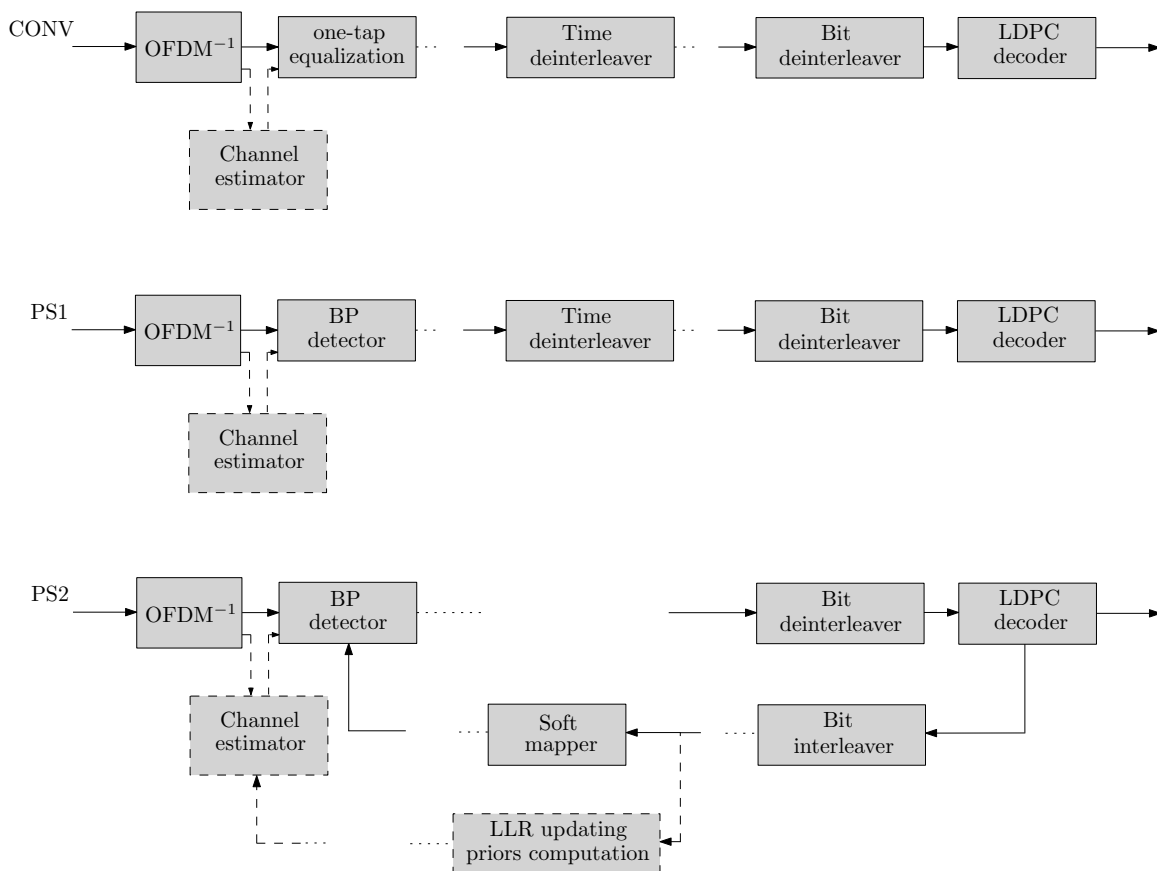 CONV
OFDM⁻¹
one-tap
equalization
Time
deinterleaver
Bit
deinterleaver
LDPC
decoder
Channel
estimator
PS1
OFDM⁻¹
BP
detector
Time
deinterleaver
Bit
deinterleaver
LDPC
decoder
Channel
estimator
PS2
OFDM⁻¹
BP
detector
Bit
deinterleaver
LDPC
decoder
Channel
estimator
Soft
mapper
Bit
interleaver
LLR updating
priors computation